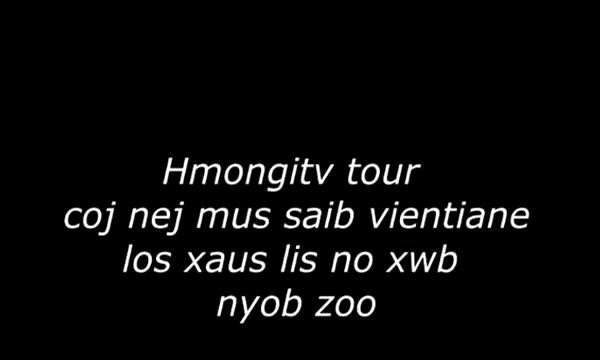 Hmongitv tour
coj nej mus saib vientiane
los xaus lis no xwb
nyob zoo